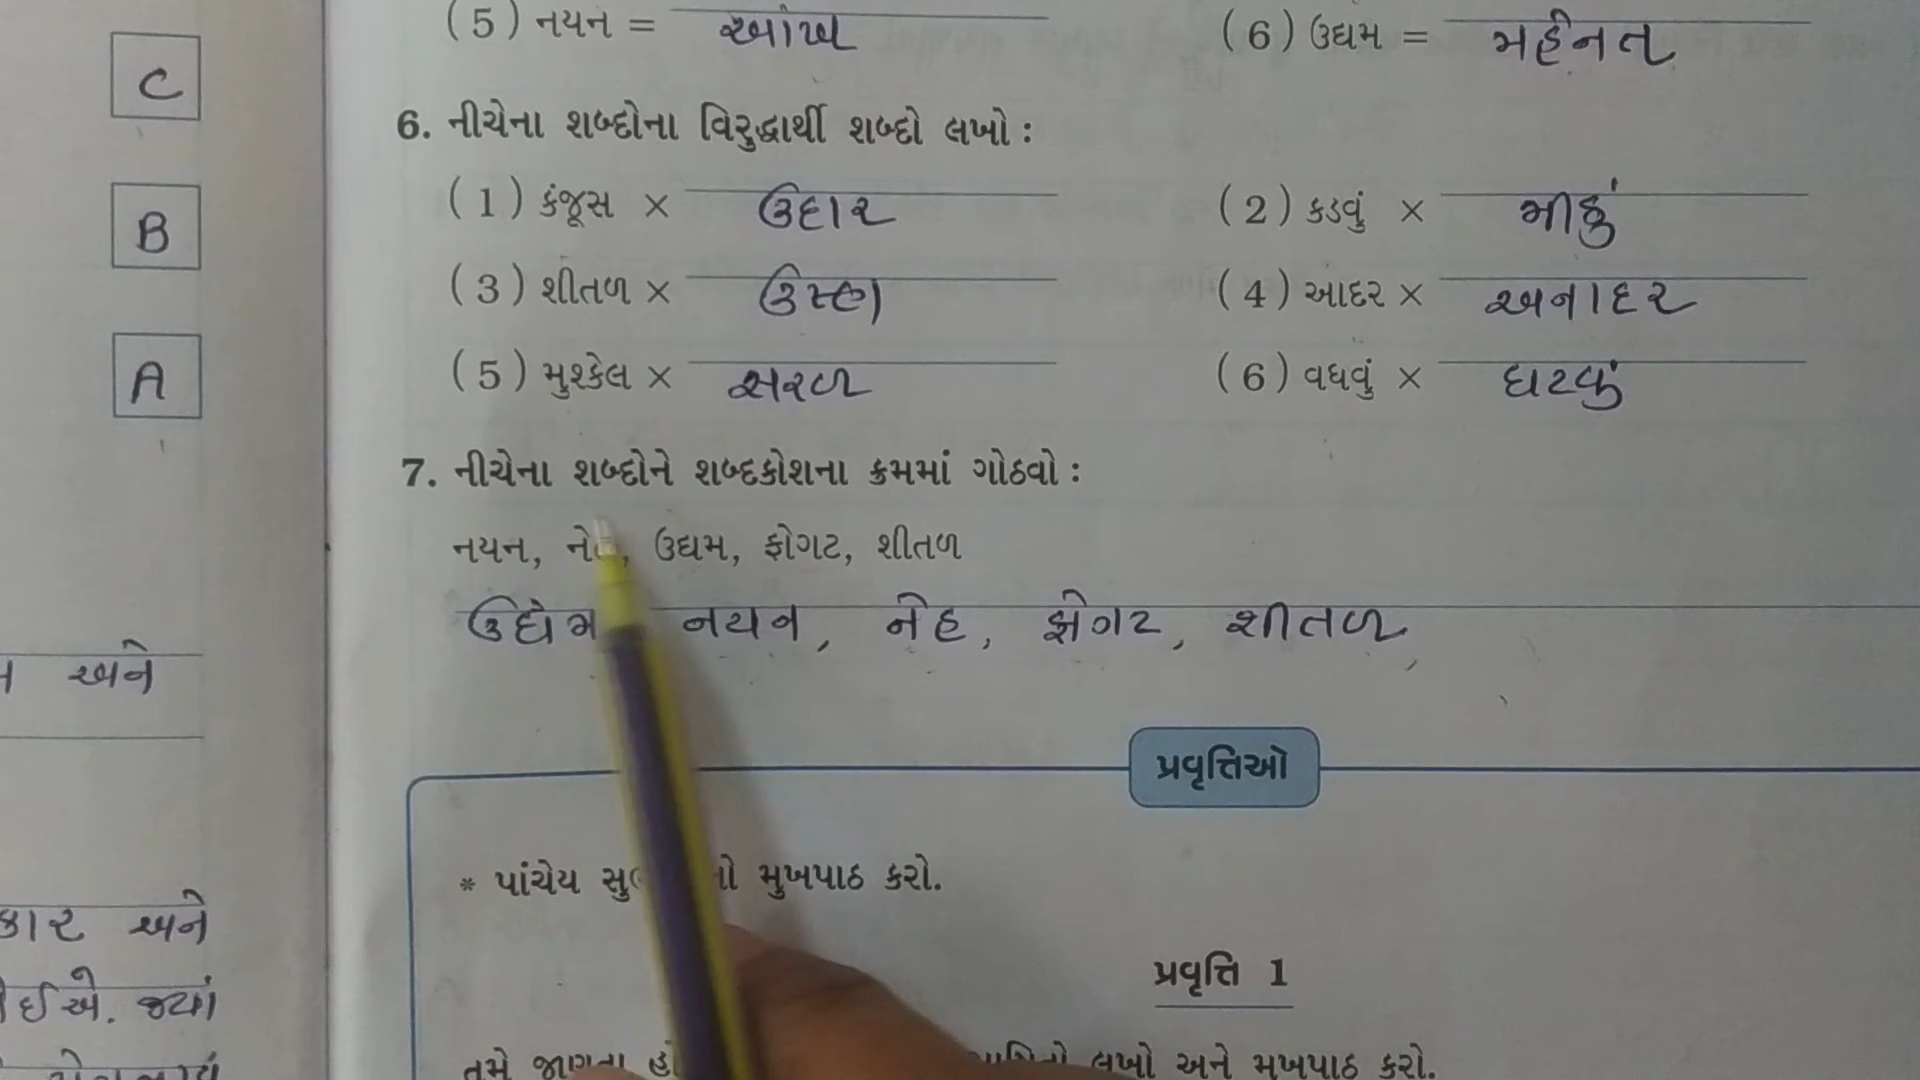 C
B
A
અને
કાર અને
ઈએ. જ્યાં
(5) નયન = આંખ (6) ઉદ્યમ = મહેનત
6. નીચેના શબ્દોના વિરુદ્ધાર્થી શબ્દો લખો :
(1) કંજૂસ × ઉદાર (2) કડવું × મીઠું
(3) શીતળ × ઉષ્ણ (4) આદર × અનાદર
(5) મુશ્કેલ × સરળ (6) વધવું × ઘટવું
7. નીચેના શબ્દોને શબ્દકોશના ક્રમમાં ગોઠવો :
નયન, ઉદ્યમ, ફોગટ, શીતળ
ઉદ્યમ નયન, નેહ, ફોગટ, શીતળ
પ્રવૃત્તિઓ
* પાંચેય મુખપાઠ કરો.
પ્રવૃત્તિ 1
તમે જાણતા લખો અને મુખપાઠ કરો.